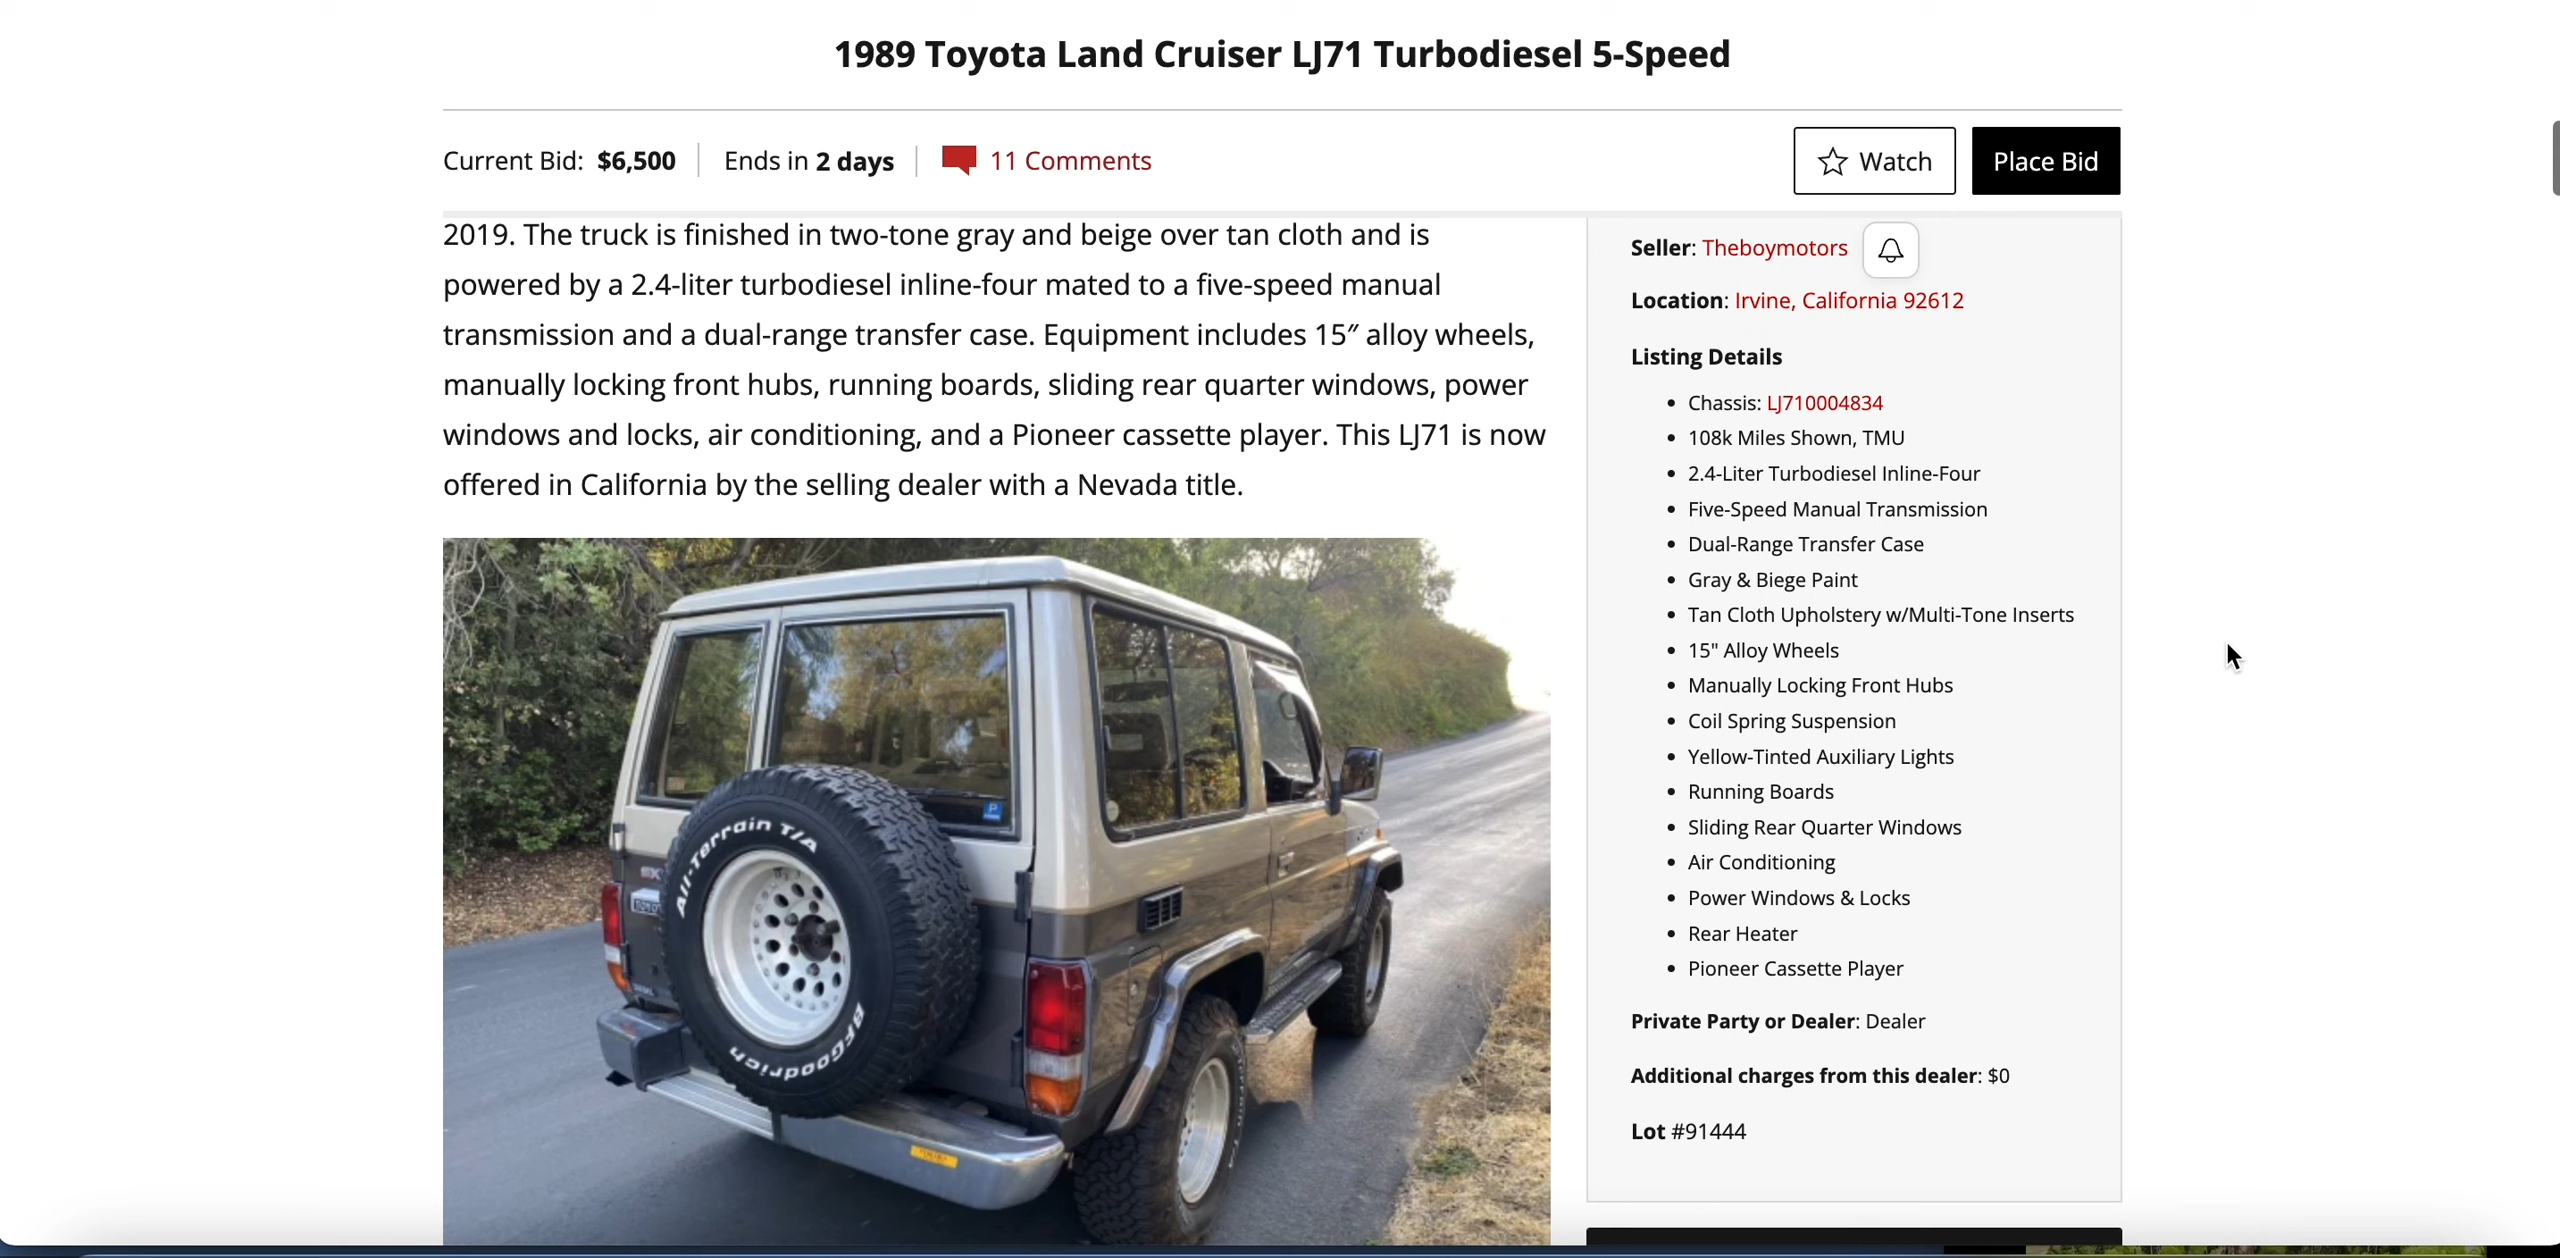 1989 Toyota Land Cruiser LJ71 Turbodiesel 5-Speed
Current Bid: $6,500 Ends in 2 days 11 Comments Watch Place Bid
2019. The truck is finished in two-tone gray and beige over tan cloth and is
powered by a 2.4-liter turbodiesel inline-four mated to a five-speed manual
transmission and a dual-range transfer case. Equipment includes 15″ alloy wheels,
manually locking front hubs, running boards, sliding rear quarter windows, power
windows and locks, air conditioning, and a Pioneer cassette player. This LJ71 is now
offered in California by the selling dealer with a Nevada title.
All-Terrain T/A
BFGoodrich
P
Seller: Theboymotors
Location: Irvine, California 92612
Listing Details
• Chassis: LJ710004834
• 108k Miles Shown, TMU
• 2.4-Liter Turbodiesel Inline-Four
• Five-Speed Manual Transmission
• Dual-Range Transfer Case
• Gray & Biege Paint
• Tan Cloth Upholstery w/Multi-Tone Inserts
• 15" Alloy Wheels
• Manually Locking Front Hubs
• Coil Spring Suspension
• Yellow-Tinted Auxiliary Lights
• Running Boards
• Sliding Rear Quarter Windows
• Air Conditioning
• Power Windows & Locks
• Rear Heater
• Pioneer Cassette Player
Private Party or Dealer: Dealer
Additional charges from this dealer: $0
Lot #91444